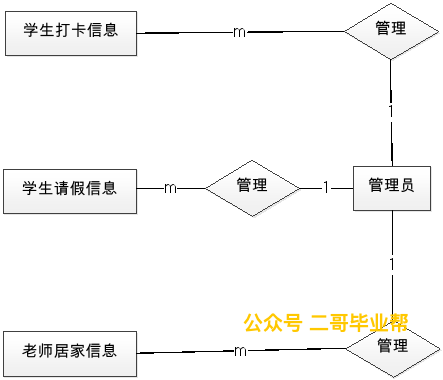 学生打卡信息
m
管理
1
学生请假信息
m
管理
1
管理员
1
公众号 二哥毕业帮
老师居家信息
m
管理